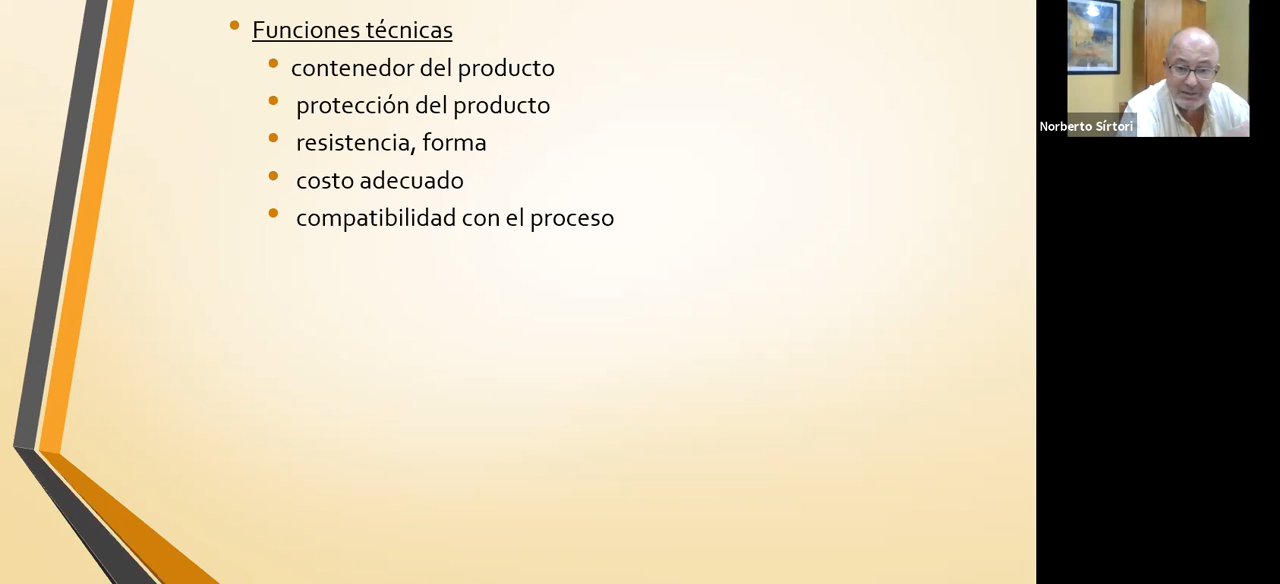 Funciones técnicas
contenedor del producto
protección del producto
resistencia, forma
costo adecuado
compatibilidad con el proceso
Norberto Sírtori